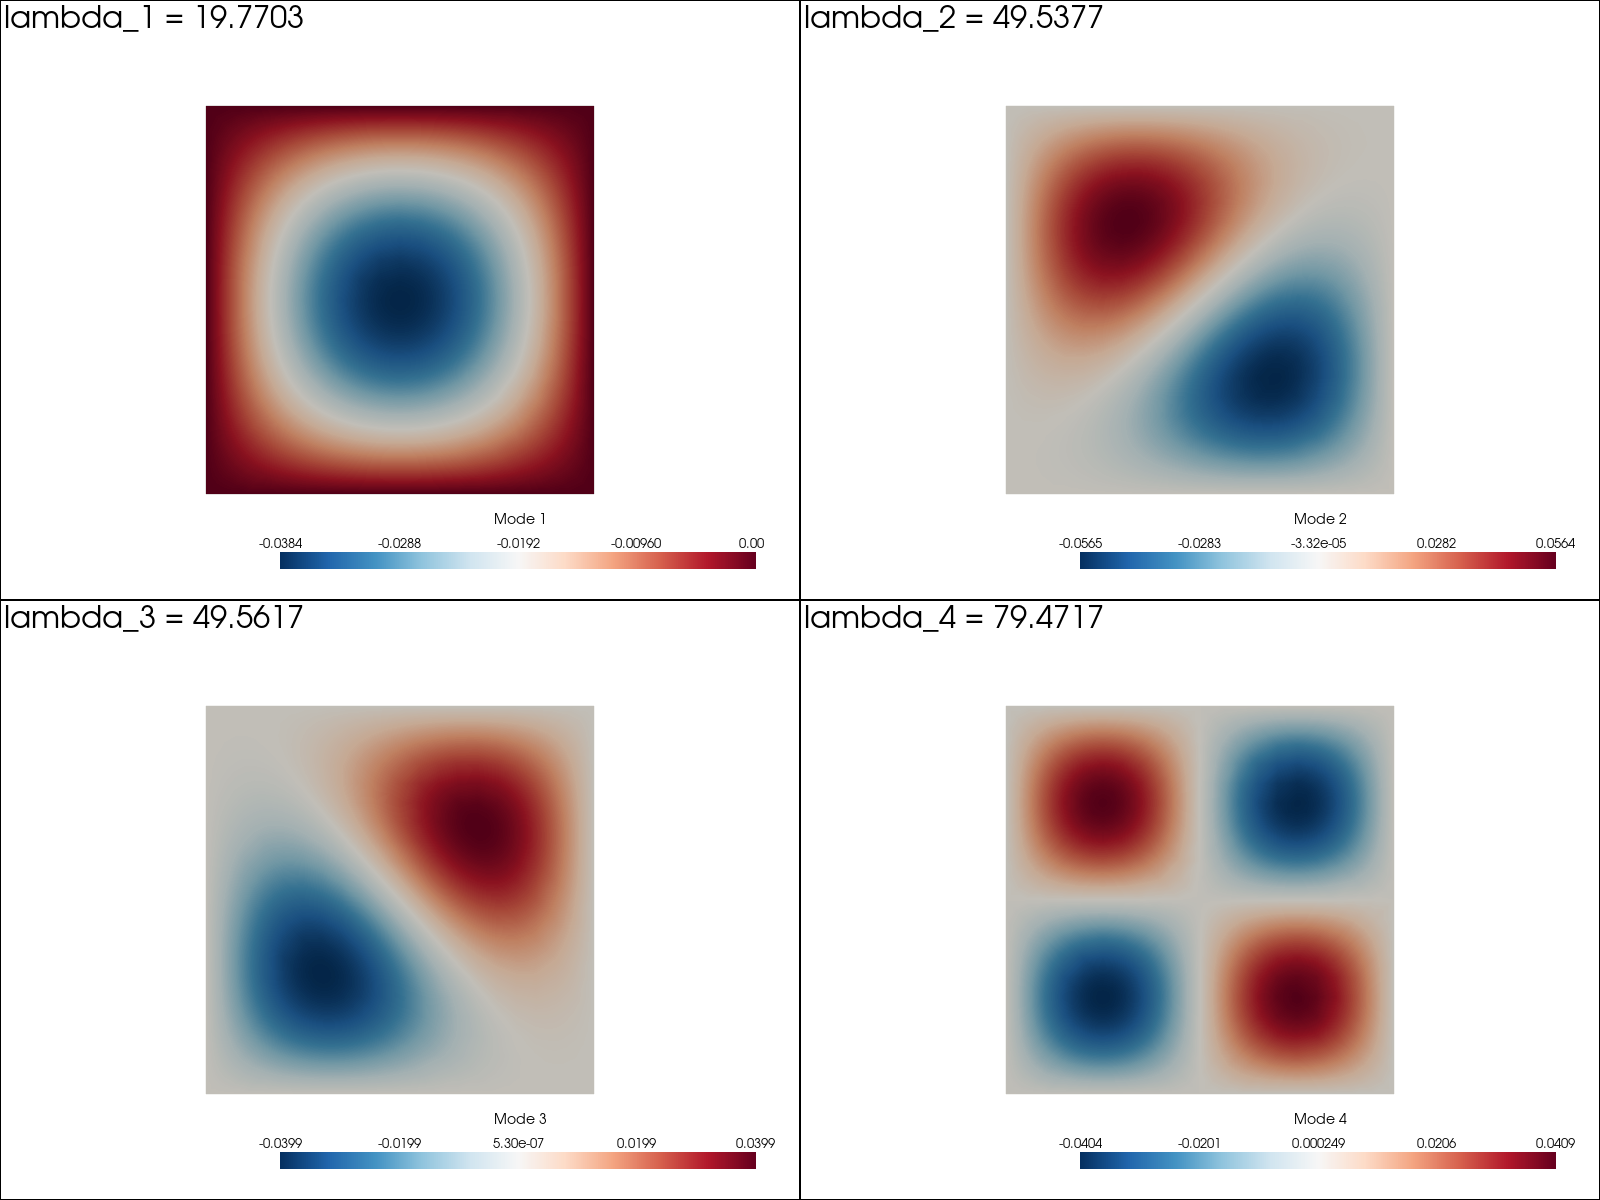 lambda_1 = 19.7703
Mode 1
-0.0384 -0.0288 -0.0192 -0.00960 0.00
lambda_2 = 49.5377
Mode 2
-0.0565 -0.0283 -3.32e-05 0.0282 0.0564
lambda_3 = 49.5617
Mode 3
-0.0399 -0.0199 5.30e-07 0.0199 0.0399
lambda_4 = 79.4717
Mode 4
-0.0404 -0.0201 0.000249 0.0206 0.0409